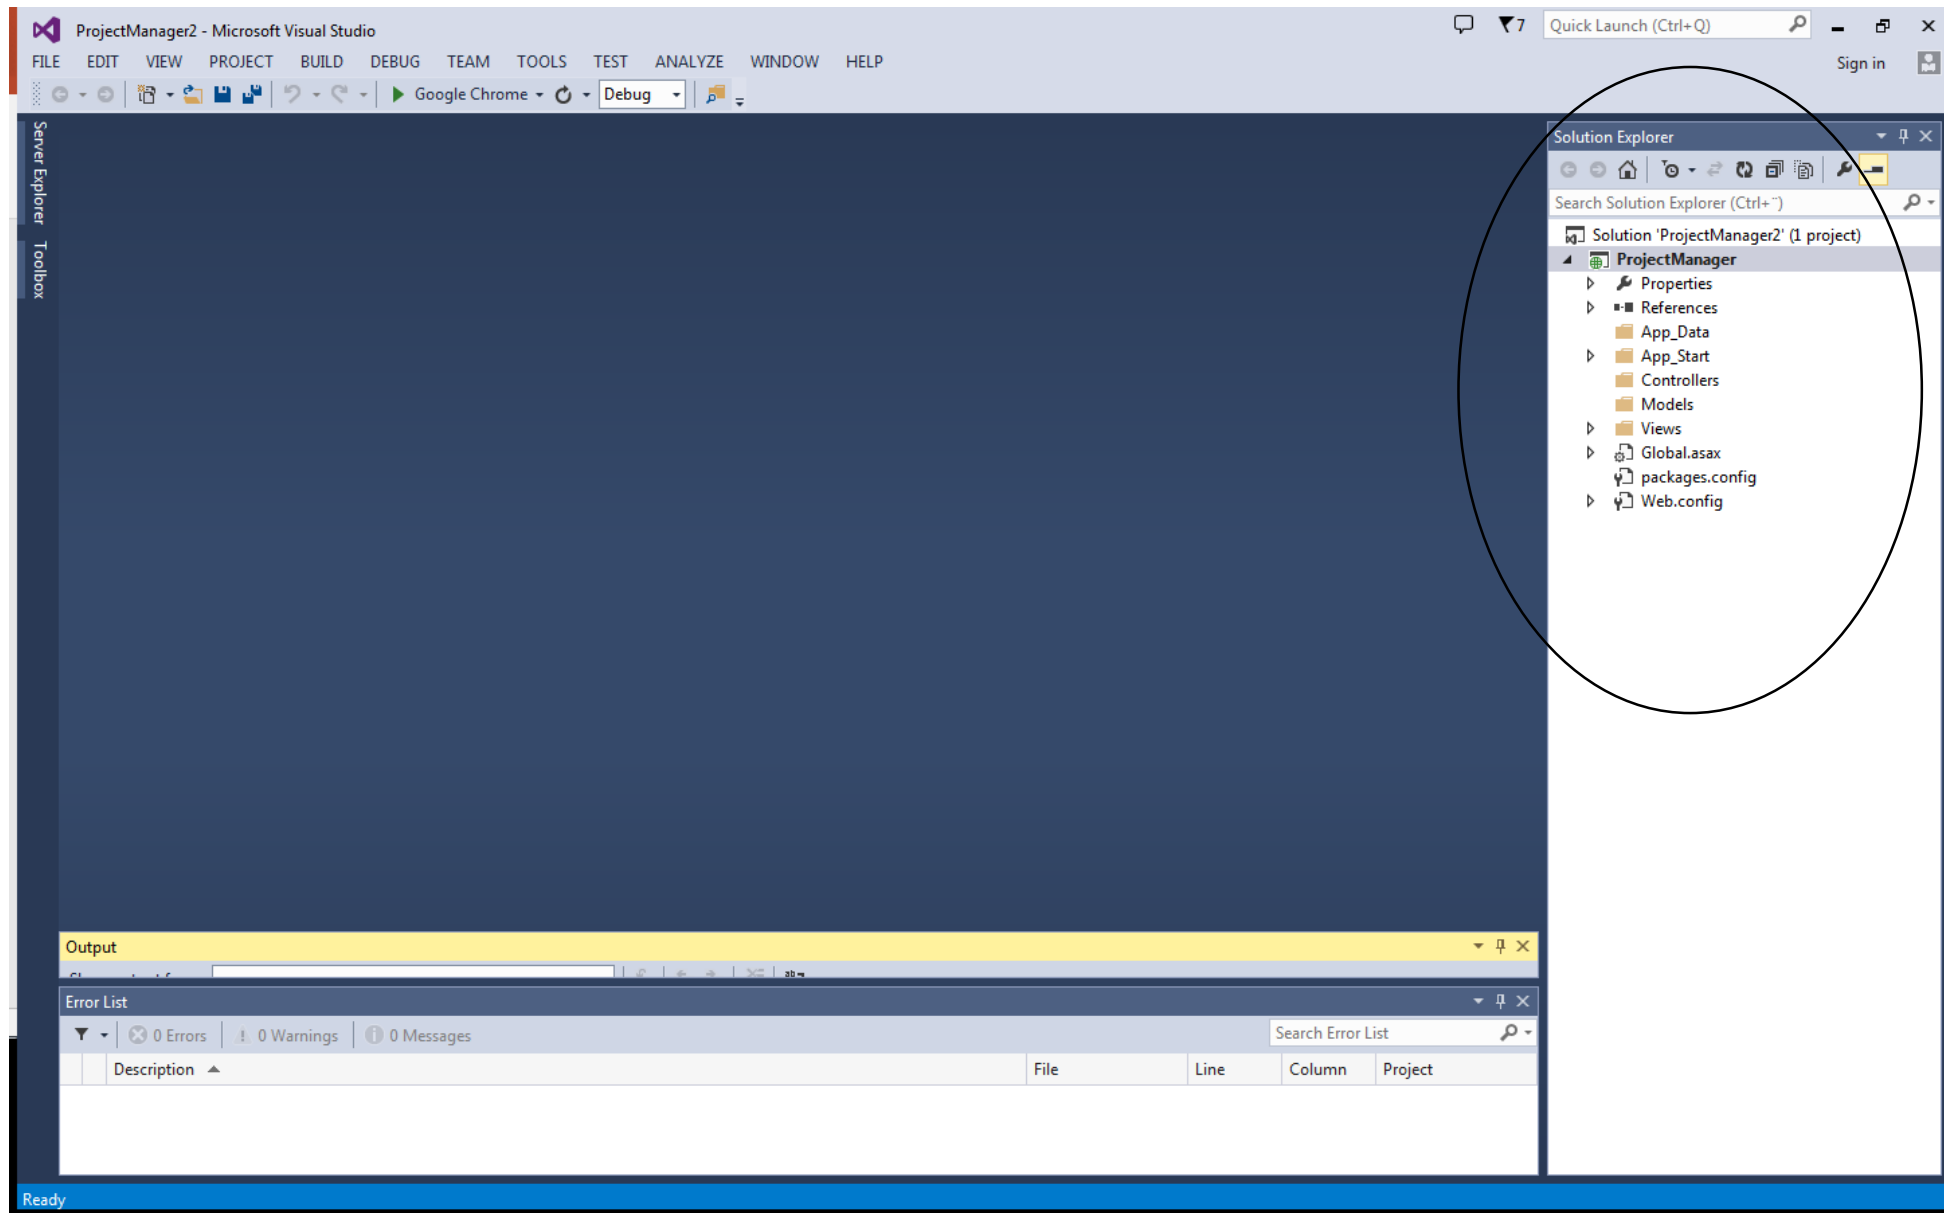 ProjectManager2 - Microsoft Visual Studio
7
Quick Launch (Ctrl+Q)
FILE EDIT VIEW PROJECT BUILD DEBUG TEAM TOOLS TEST ANALYZE WINDOW HELP
Sign in
Google Chrome
Debug
Server Explorer
Toolbox
Solution Explorer
Search Solution Explorer (Ctrl+¨)
Solution 'ProjectManager2' (1 project)
ProjectManager
Properties
References
App_Data
App_Start
Controllers
Models
Views
Global.asax
packages.config
Web.config
Output
Error List
0 Errors
0 Warnings
0 Messages
Search Error List
Description File Line Column Project
Ready